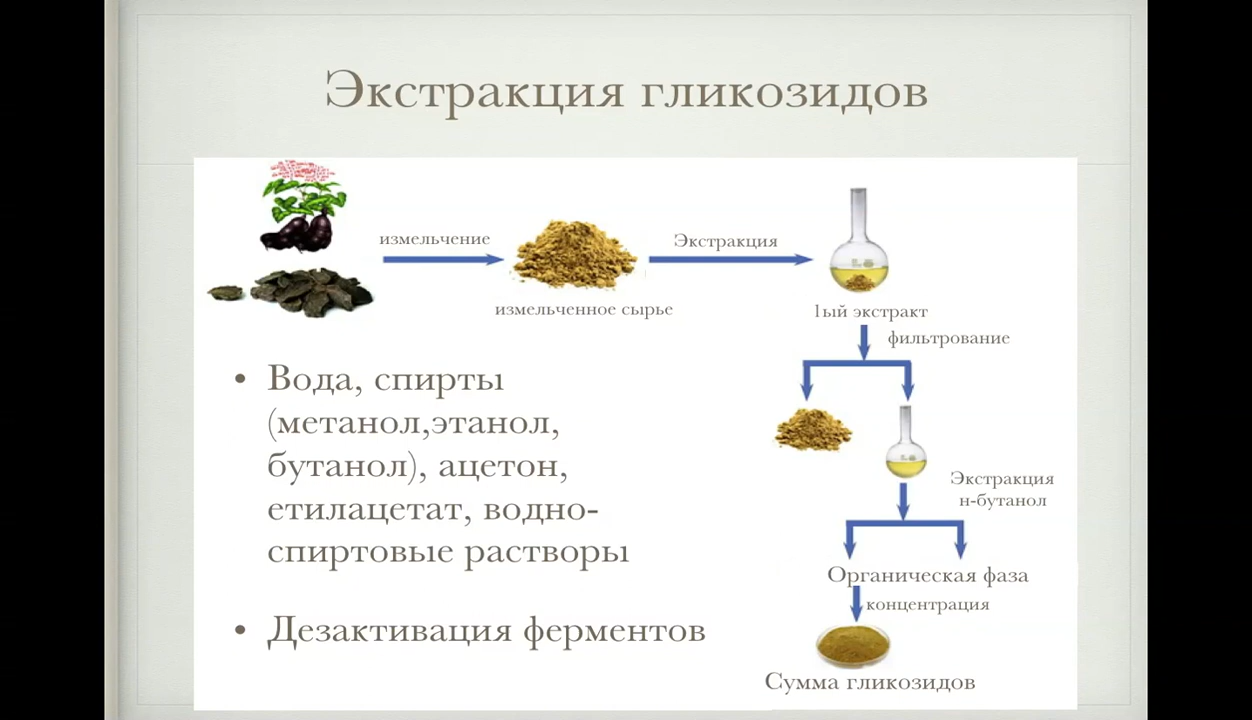 Экстракция гликозидов
измельчение
Экстракция
измельченное сырье
1ый экстракт
фильтрование
• Вода, спирты
(метанол,этанол,
бутанол), ацетон,
етилацетат, водно-
спиртовые растворы
• Дезактивация ферментов
Экстракция
н-бутанол
Органическая фаза
концентрация
Сумма гликозидов